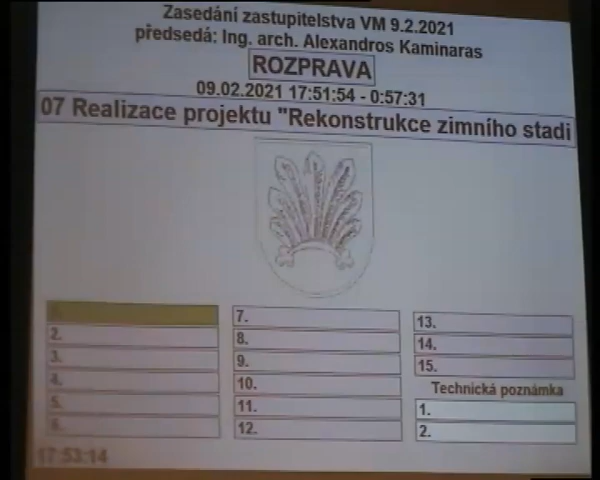 Zasedání zastupitelstva VM 9.2.2021
předsedá: Ing. arch. Alexandros Kaminaras
ROZPRAVA
09.02.2021 17:51:54 - 0:57:31
07 Realizace projektu "Rekonstrukce zimního stadi
2.
3.
4.
5.
7.
8.
9.
10.
11.
12.
13.
14.
15.
Technická poznámka
1.
2.
17:53:14